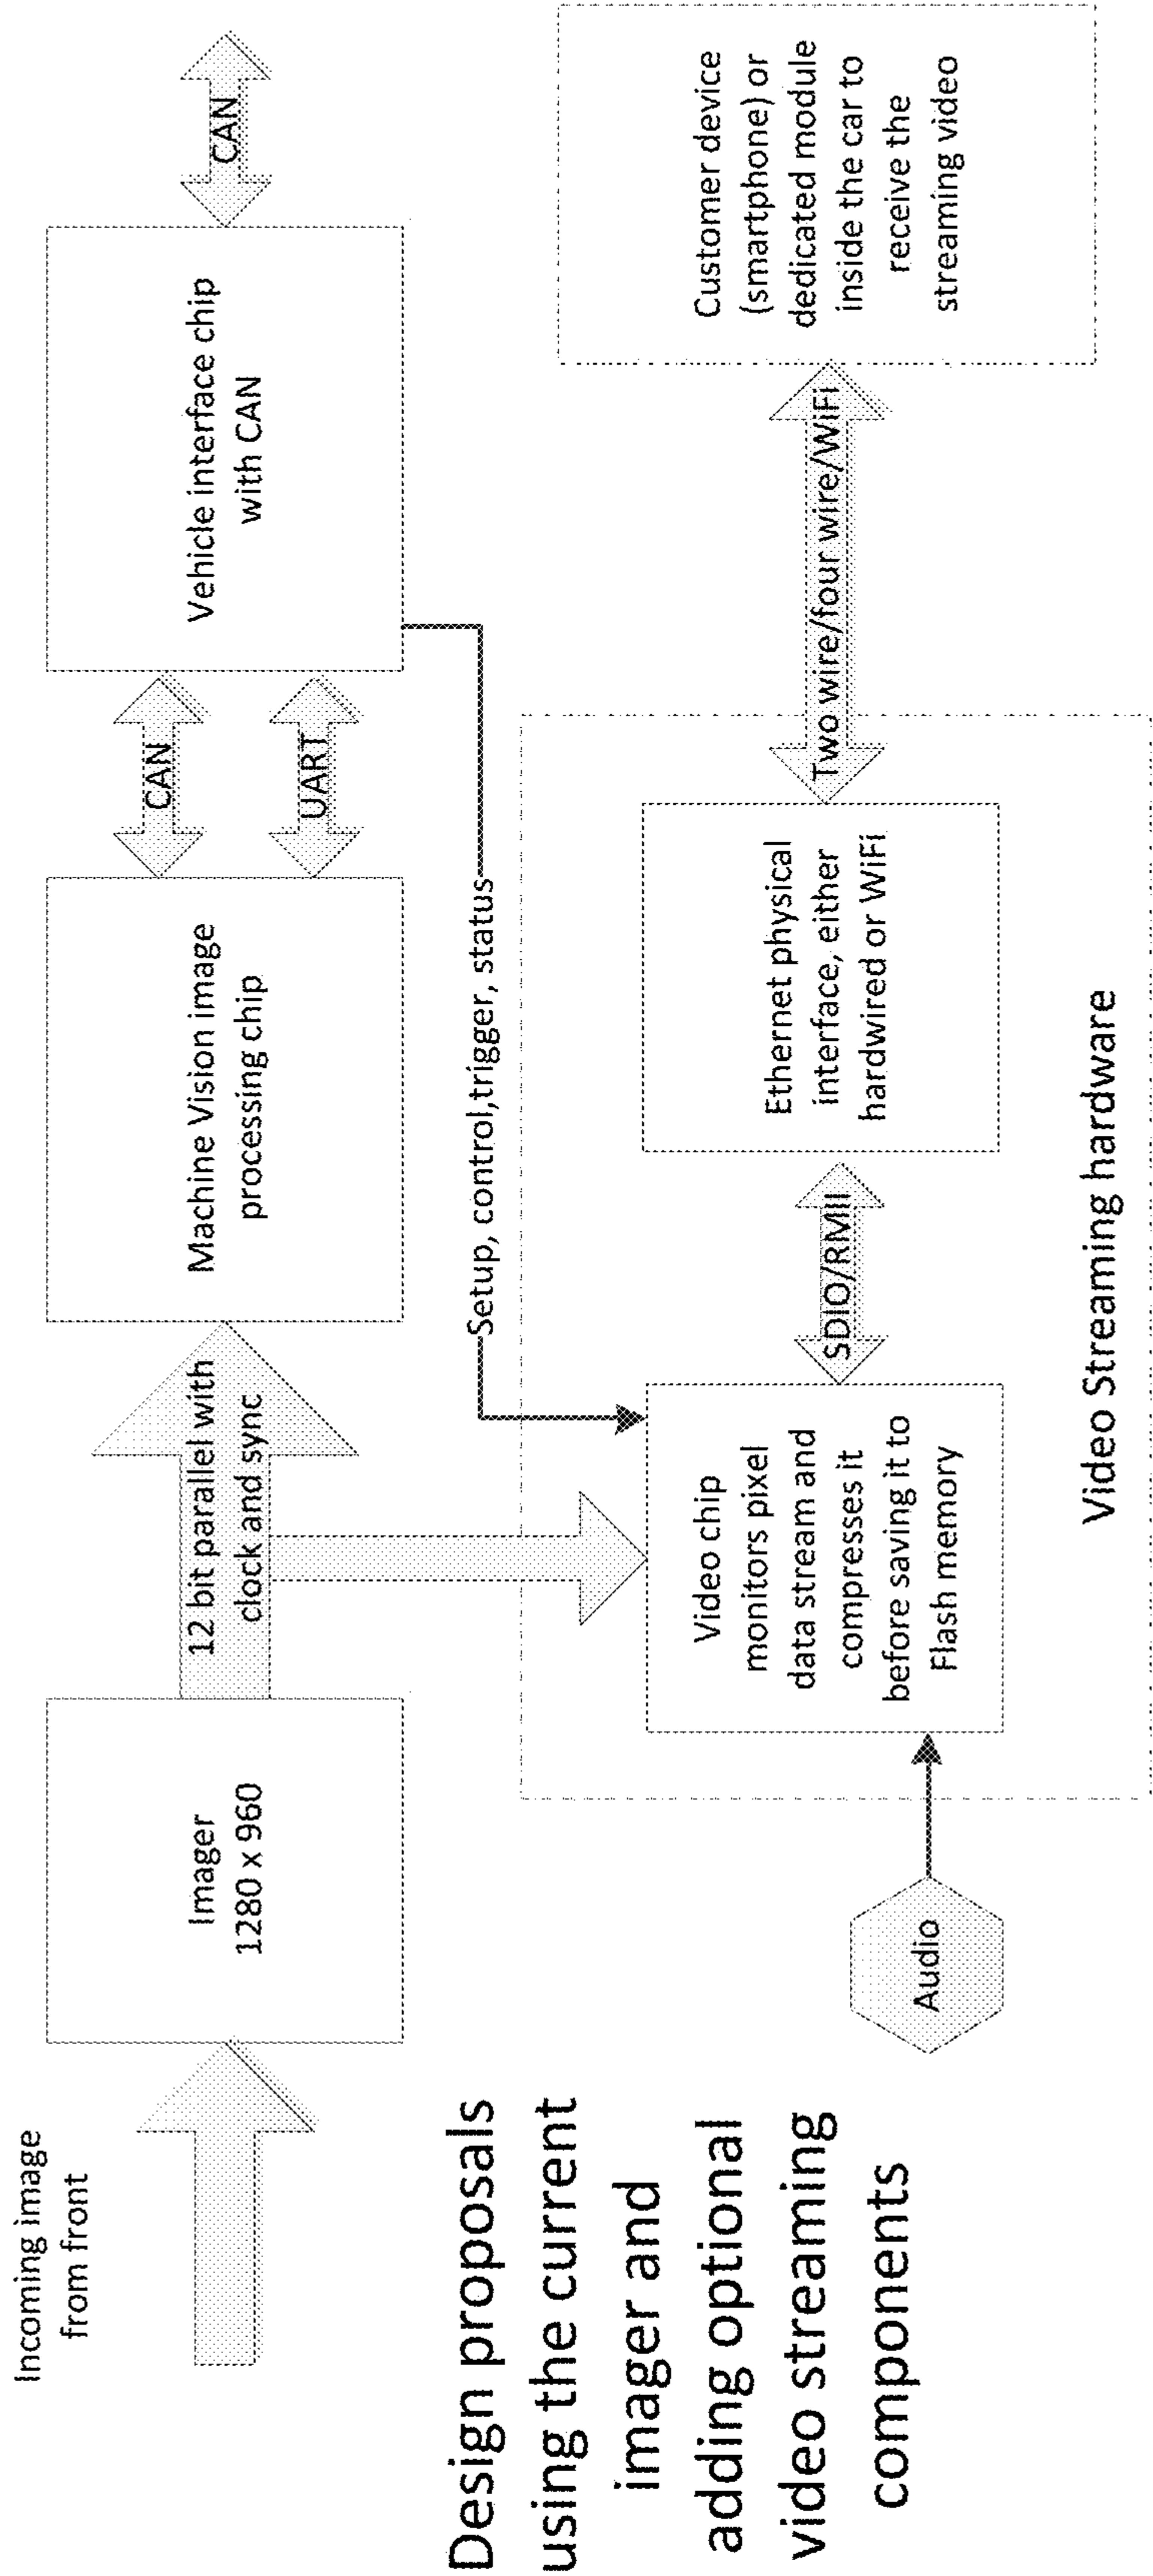 Incoming image
from front
Imager
1280 x 960
12 bit parallel with
clock and sync
Machine Vision image
processing chip
CAN
UART
Vehicle interface chip
with CAN
CAN
Setup, control,trigger, status
Design proposals
using the current
imager and
adding optional
video streaming
components
Audio
Video chip
monitors pixel
data stream and
compresses it
before saving it to
Flash memory
SDIO/RMII
Ethernet physical
interface, either
hardwired or WiFi
Two wire/four wire/WiFi
Customer device
(smartphone) or
dedicated module
inside the car to
receive the
streaming video
Video Streaming hardware